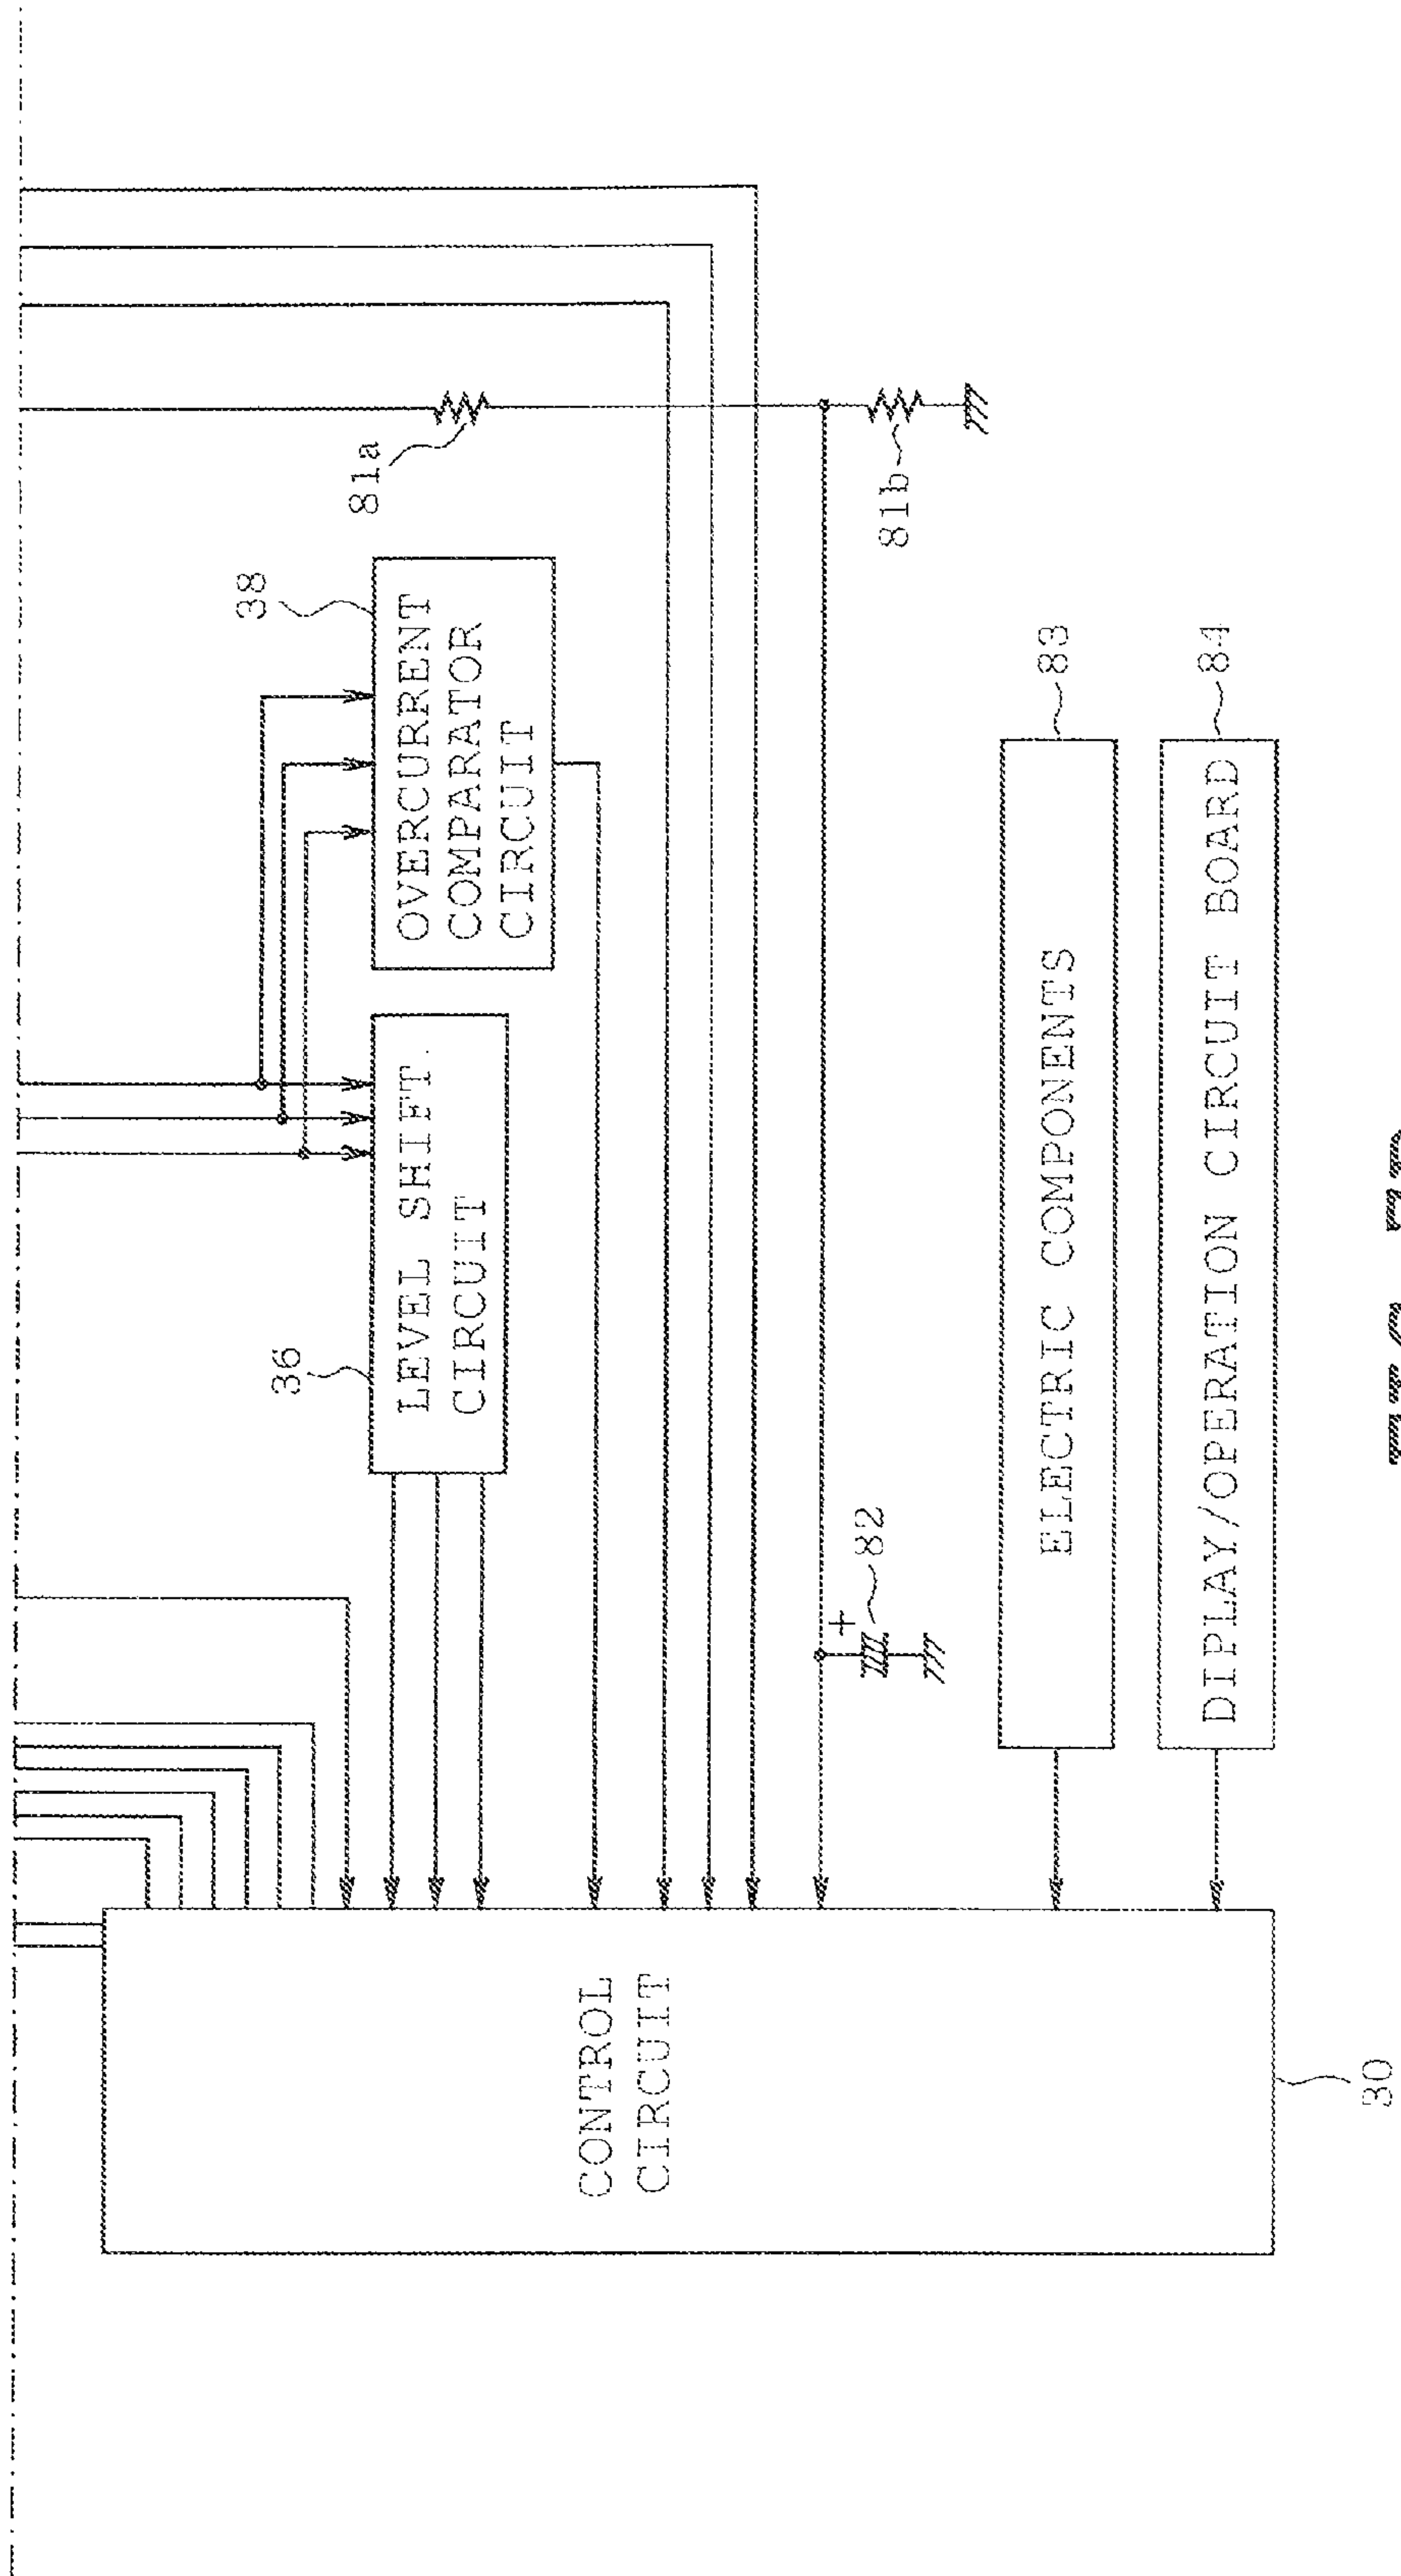 38
OVERCURRENT
COMPARATOR
CIRCUIT
81a
36
LEVEL SHIFT
CIRCUIT
81b
+
82
CONTROL
CIRCUIT
ELECTRIC COMPONENTS
83
DIPLAY/OPERATION CIRCUIT BOARD
84
30